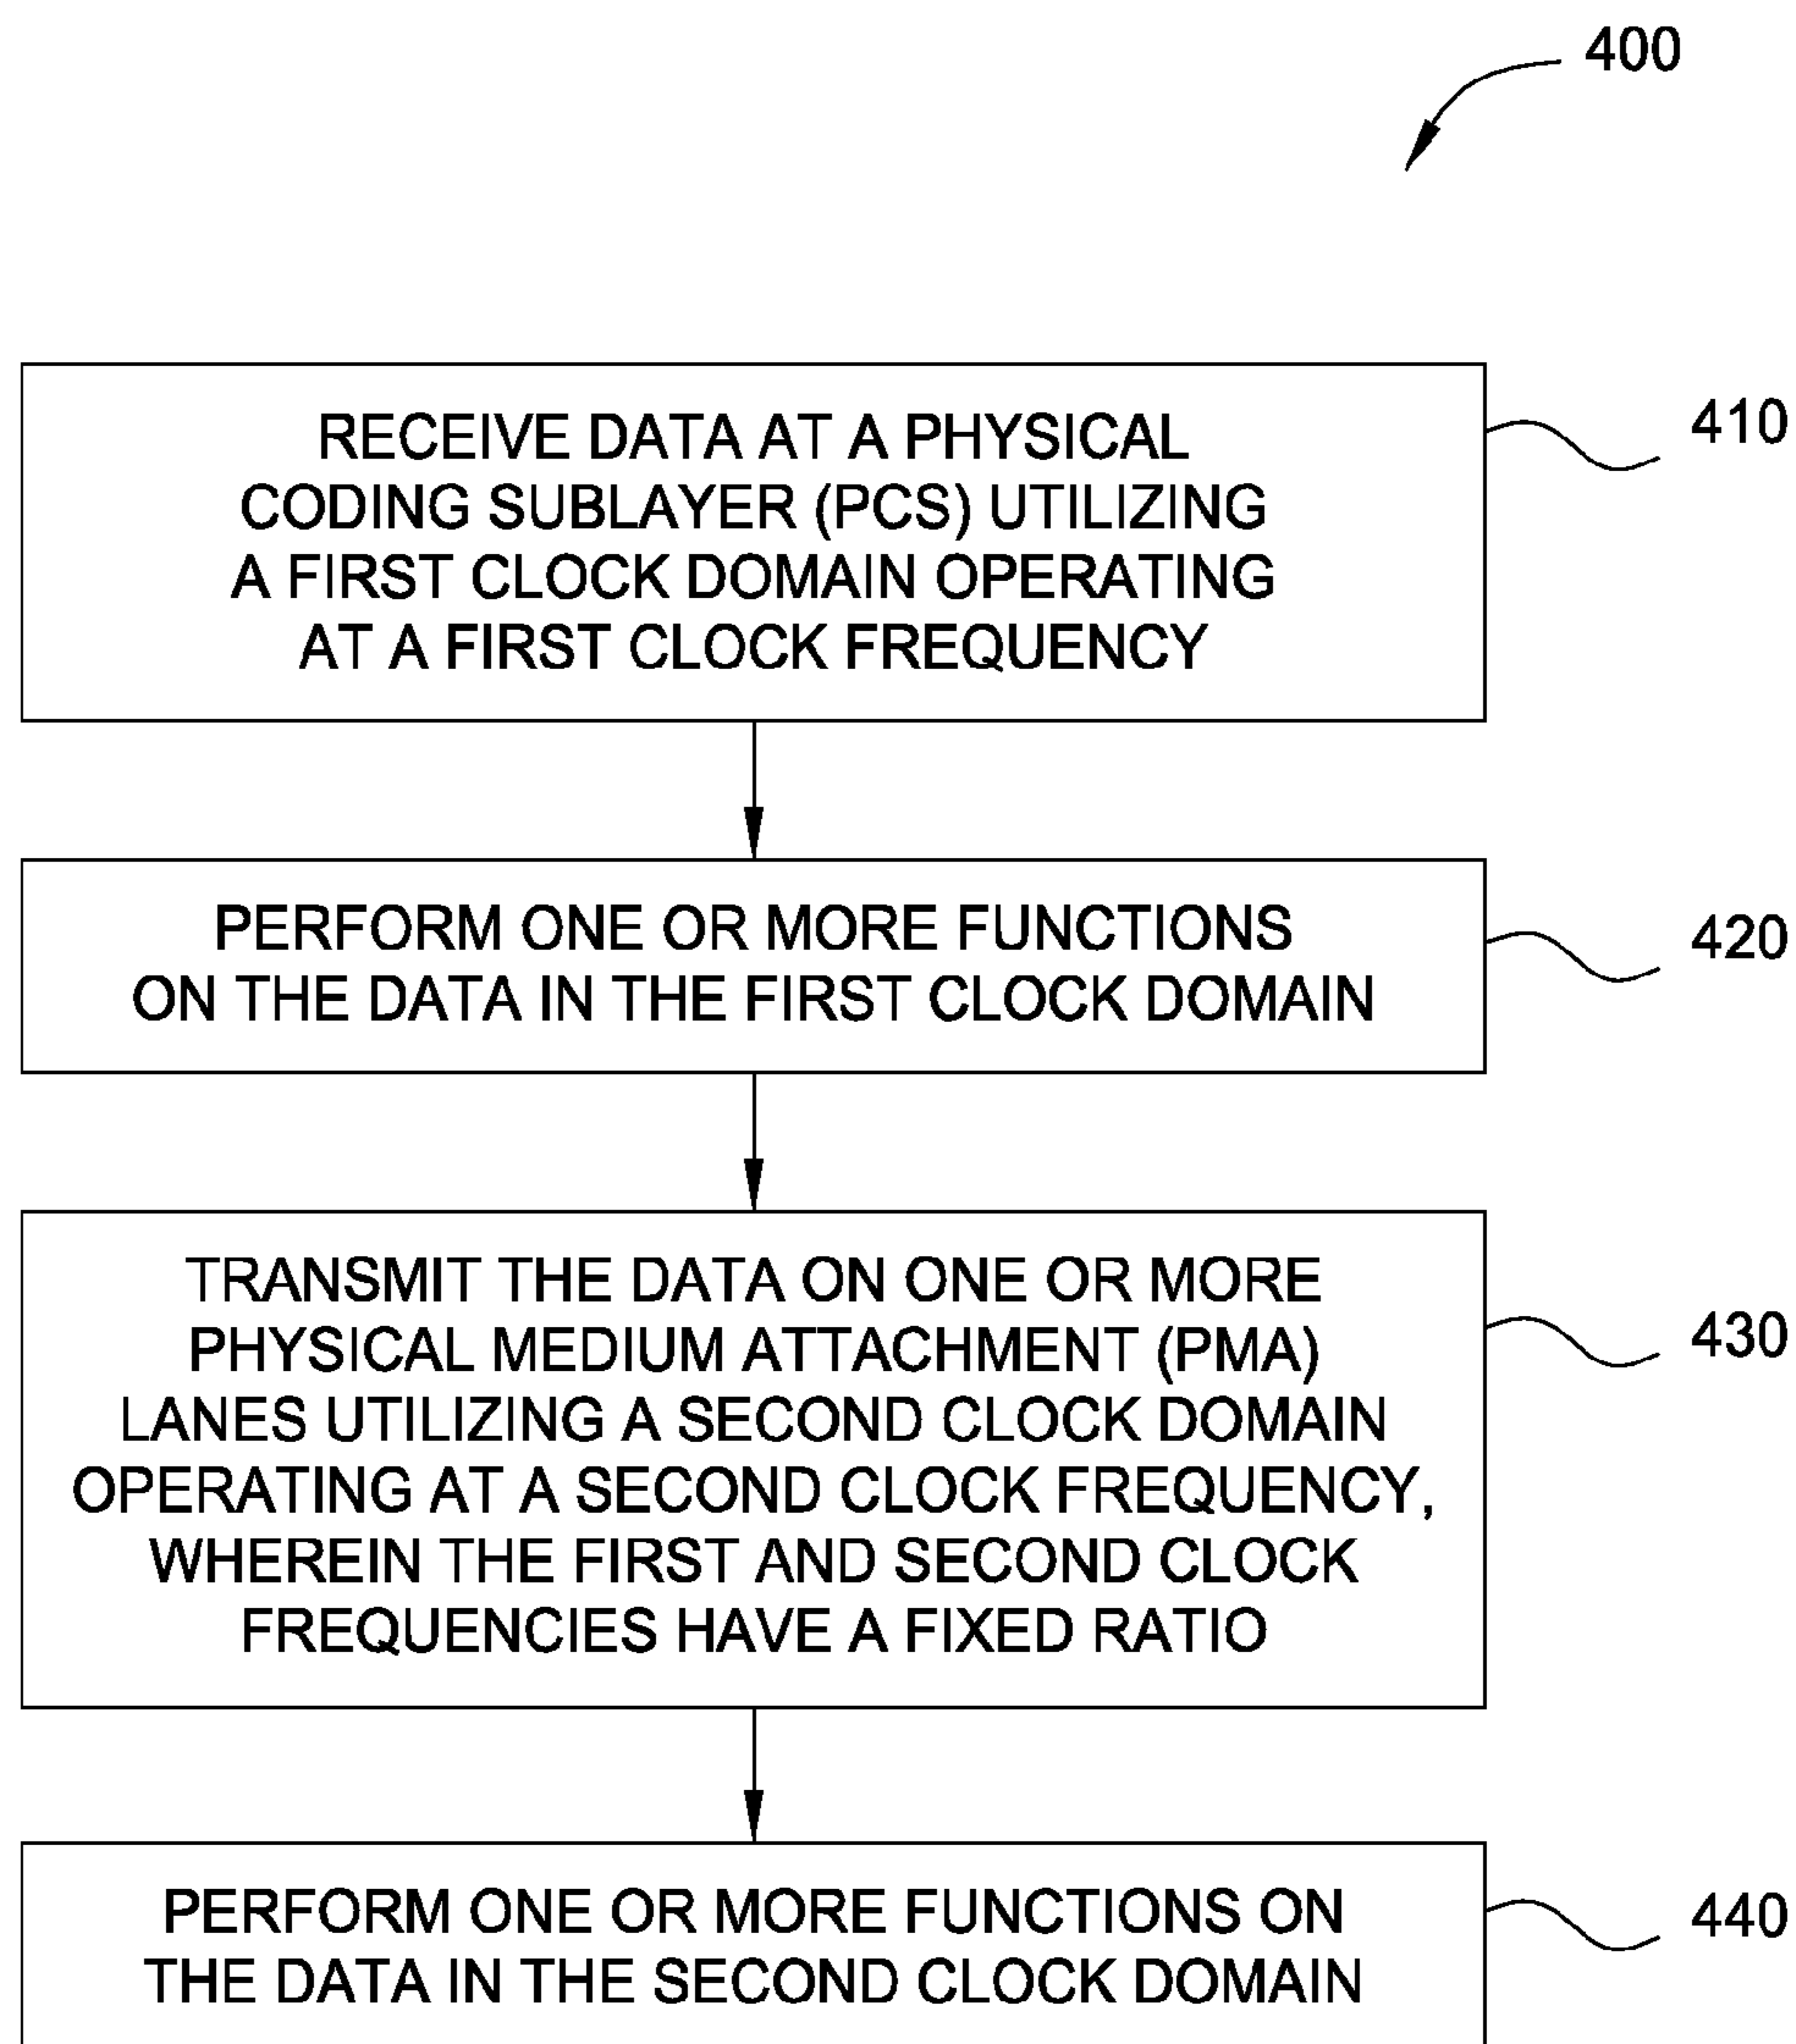 400
RECEIVE DATA AT A PHYSICAL
CODING SUBLAYER (PCS) UTILIZING
A FIRST CLOCK DOMAIN OPERATING
AT A FIRST CLOCK FREQUENCY
410
PERFORM ONE OR MORE FUNCTIONS
ON THE DATA IN THE FIRST CLOCK DOMAIN
420
TRANSMIT THE DATA ON ONE OR MORE
PHYSICAL MEDIUM ATTACHMENT (PMA)
LANES UTILIZING A SECOND CLOCK DOMAIN
OPERATING AT A SECOND CLOCK FREQUENCY,
WHEREIN THE FIRST AND SECOND CLOCK
FREQUENCIES HAVE A FIXED RATIO
430
PERFORM ONE OR MORE FUNCTIONS ON
THE DATA IN THE SECOND CLOCK DOMAIN
440